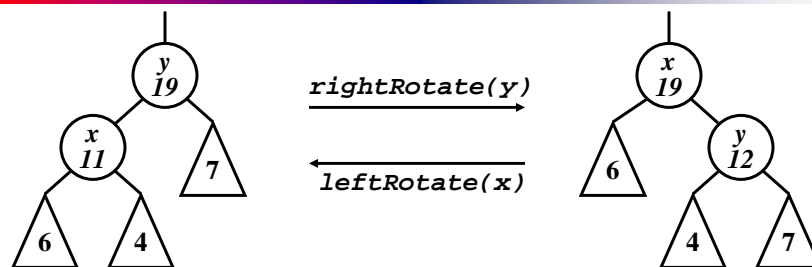 y
19
x
11
7
6
4
rightRotate(y)
leftRotate(x)
x
19
6
y
12
4
7